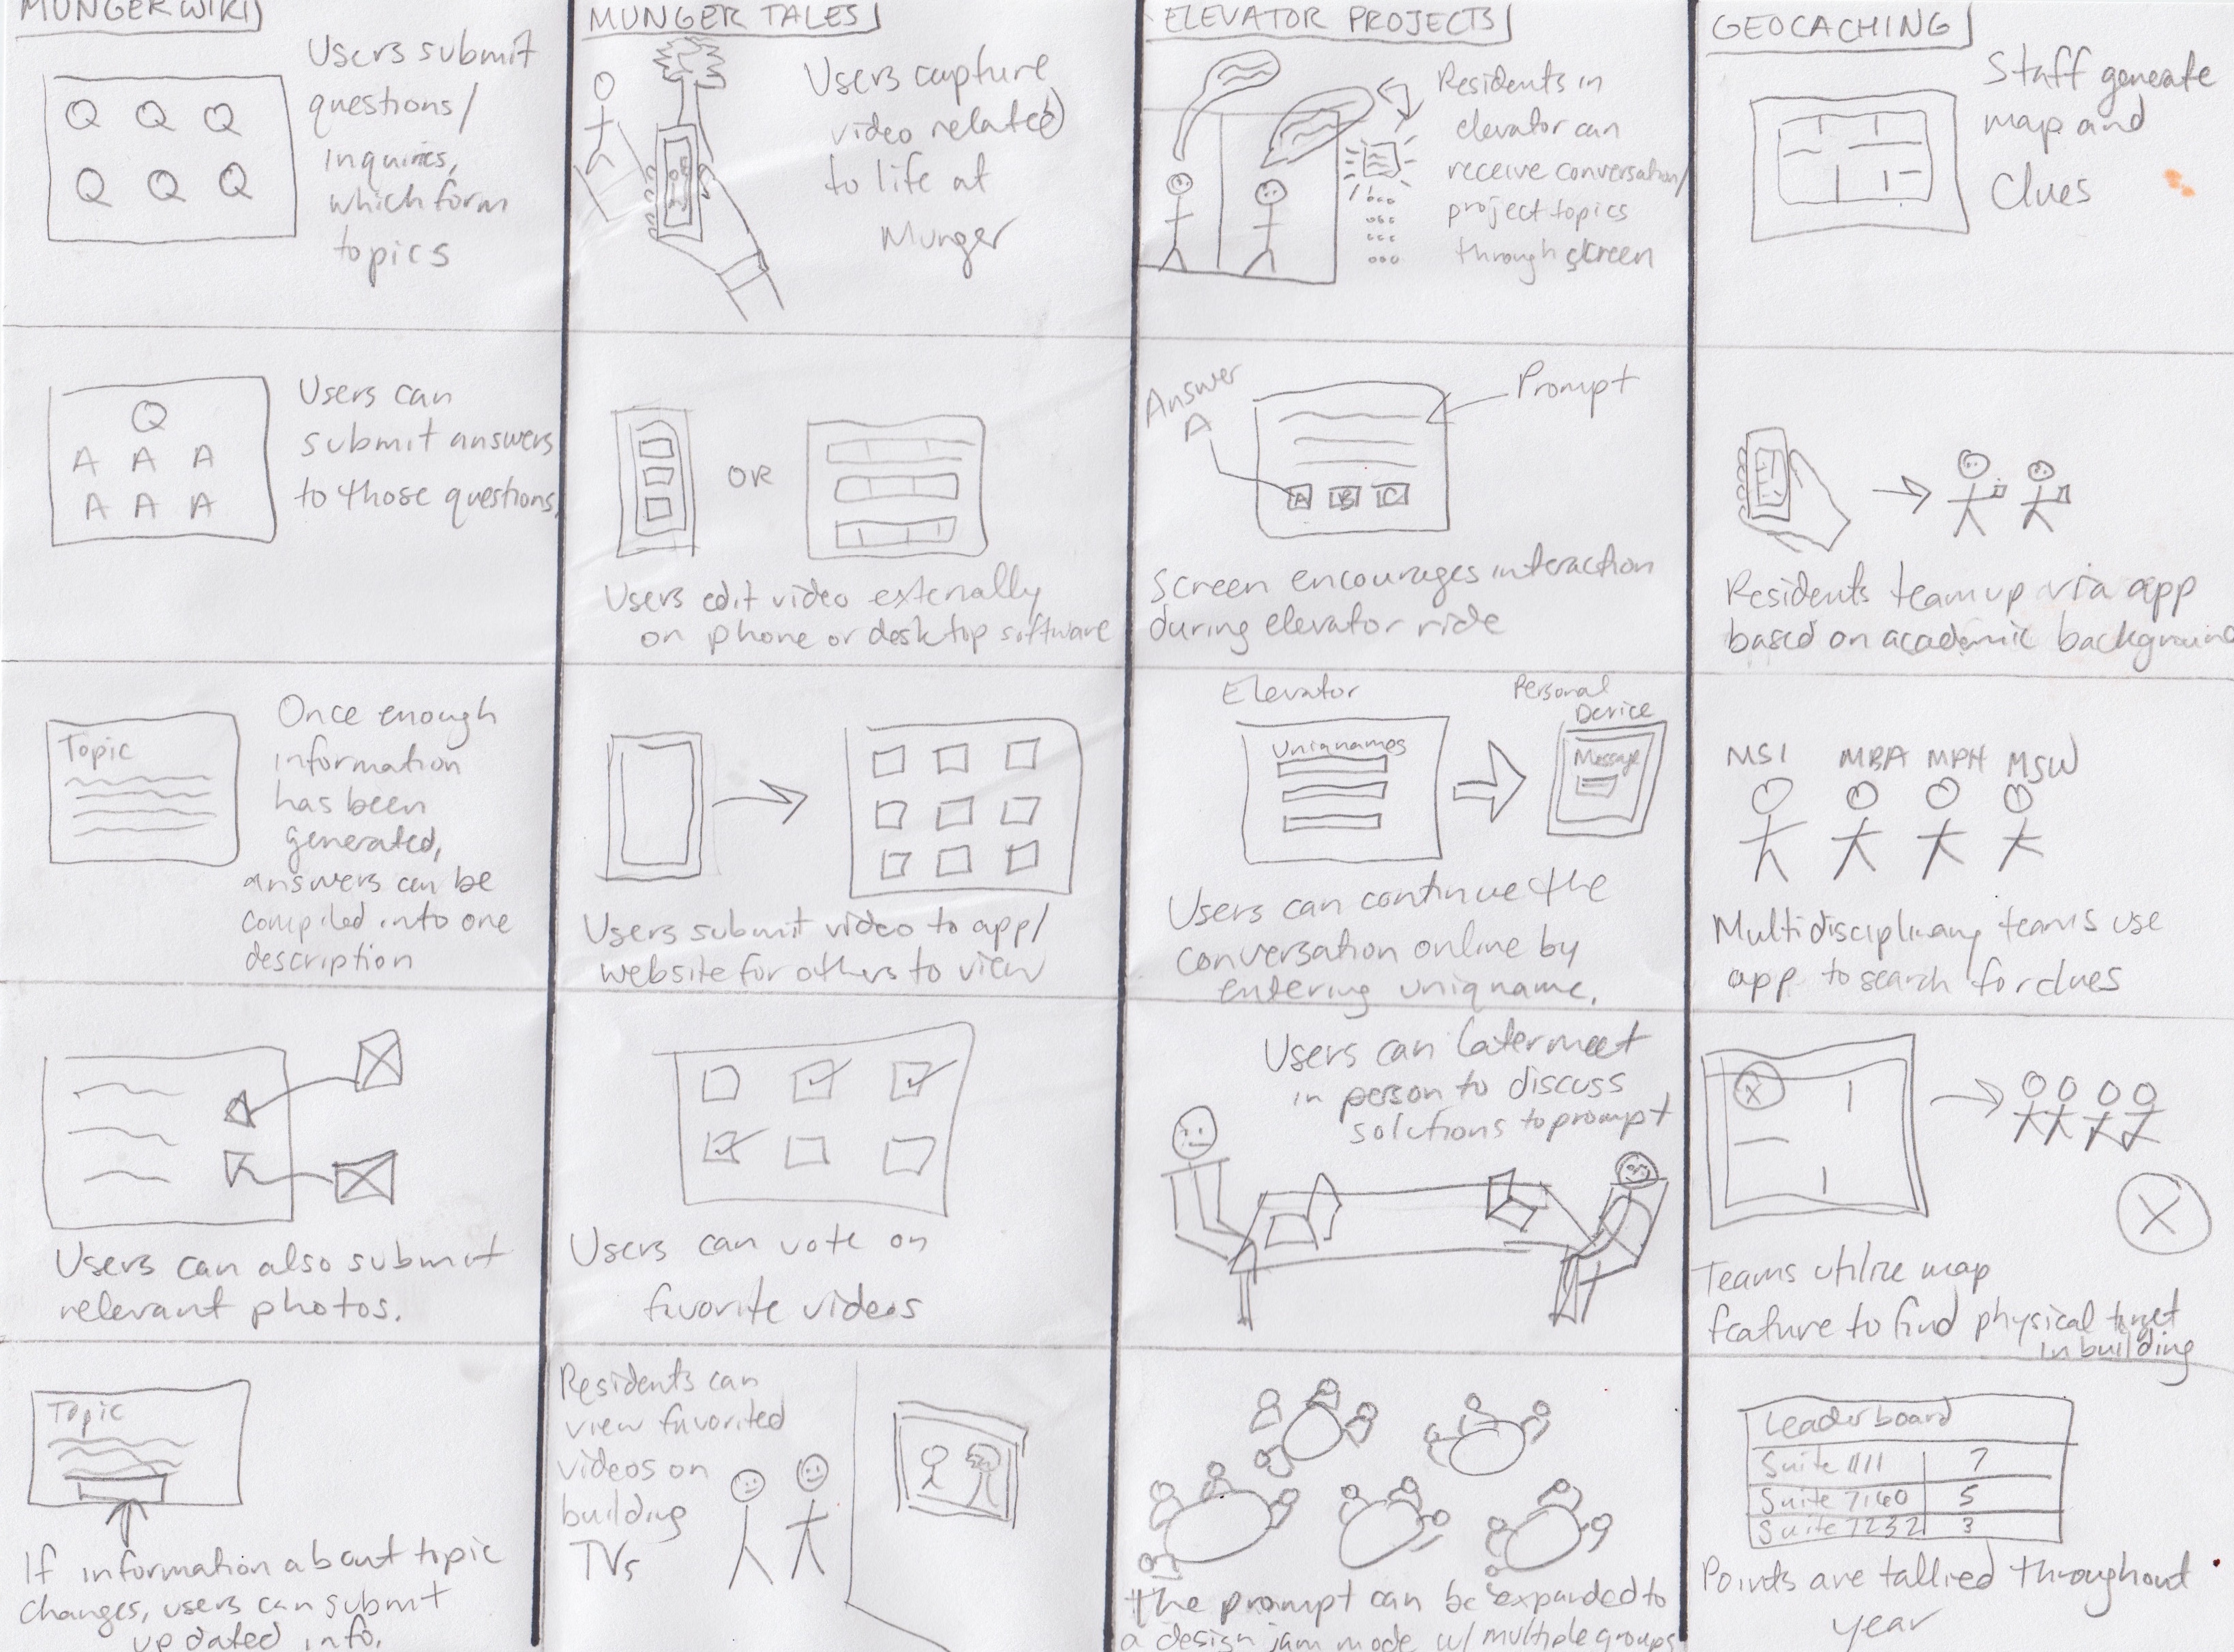 MUNGER WIKI
Q Q Q
Q Q Q
Users submit
questions/
inquiries,
which form
topics
Q
A A A
A A A
Users can
submit answers
to those questions.
Topic
Once enough
information
has been
generated,
answers can be
compiled into one
description
Users can also submit
relevant photos.
Topic
If information about topic
changes, users can submit
updated info.
MUNGER TALES
Users capture
video related
to life at
Munger
OR
Users edit video externally
on phone or desktop software
Users submit video to app/
website for others to view
Users can vote on
favorite videos
Residents can
view favorited
videos on
building
TVs
ELEVATOR PROJECTS
Residents in
elevator can
receive conversation/
project topics
through screen
Answer
A
Prompt
A B C
Screen encourages interaction
during elevator ride
Elevator
Uniqnames
Personal
Device
Message
Users can continue the
conversation online by
entering uniqname.
Users can later meet
in person to discuss
solutions to prompt
The prompt can be expanded to
a design jam mode w/ multiple groups
GEOCACHING
Staff generate
map and
clues
Residents team up via app
based on academic background
MSI MBA MPH MSW
Multidisciplinary teams use
app to search for clues
X
X
Teams utilize map
feature to find physical target
in building
Leaderboard
Suite 1111 7
Suite 7160 5
Suite 7232 3
Points are tallied throughout
year